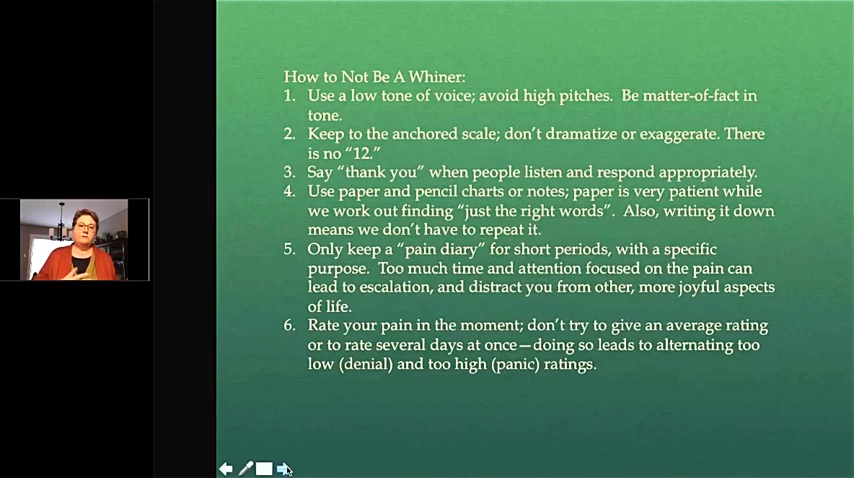 How to Not Be A Whiner:
1. Use a low tone of voice; avoid high pitches. Be matter-of-fact in
tone.
2. Keep to the anchored scale; don't dramatize or exaggerate. There
is no “12.”
3. Say “thank you” when people listen and respond appropriately.
4. Use paper and pencil charts or notes; paper is very patient while
we work out finding “just the right words”. Also, writing it down
means we don't have to repeat it.
5. Only keep a “pain diary” for short periods, with a specific
purpose. Too much time and attention focused on the pain can
lead to escalation, and distract you from other, more joyful aspects
of life.
6. Rate your pain in the moment; don't try to give an average rating
or to rate several days at once—doing so leads to alternating too
low (denial) and too high (panic) ratings.